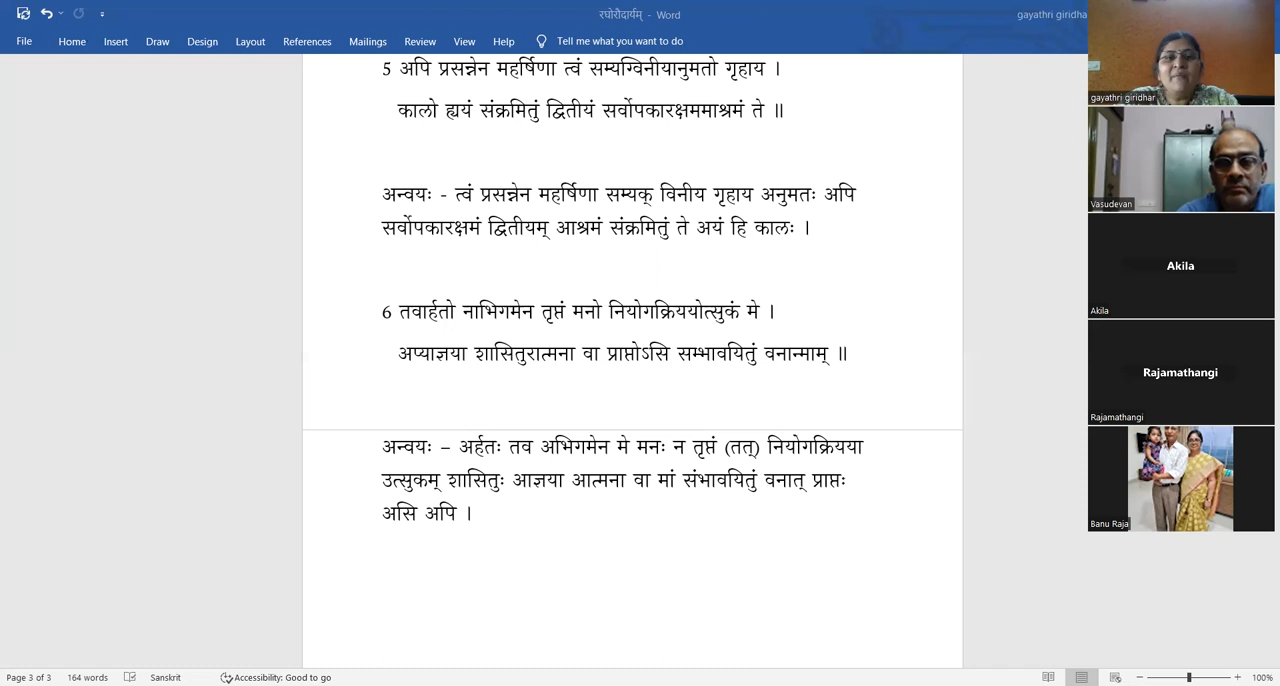 रघोरौदार्यम् - Word
gayathri giridha
File Home Insert Draw Design Layout References Mailings Review View Help Tell me what you want to do
5 अपि प्रसन्नेन महर्षिणा त्वं सम्यग्विनीयानुमतो गृहाय ।
कालो ह्ययं संक्रमितुं द्वितीयं सर्वोपकारक्षममाश्रमं ते ॥
अन्वयः - त्वं प्रसन्नेन महर्षिणा सम्यक् विनीय गृहाय अनुमतः अपि
सर्वोपकारक्षमं द्वितीयम् आश्रमं संक्रमितुं ते अयं हि कालः ।
6 तवार्हतो नाभिगमेन तृप्तं मनो नियोगक्रिययोत्सुकं मे ।
अप्याज्ञया शासितुरात्मना वा प्राप्तोऽसि सम्भावयितुं वनान्माम् ॥
अन्वयः – अर्हतः तव अभिगमेन मे मनः न तृप्तं (तत्) नियोगक्रियया
उत्सुकम् शासितुः आज्ञया आत्मना वा मां संभावयितुं वनात् प्राप्तः
असि अपि ।
gayathri giridhar
Vasudevan
Akila
Akila
Rajamathangi
Rajamathangi
Banu Raja
Page 3 of 3 164 words Sanskrit Accessibility: Good to go 100%